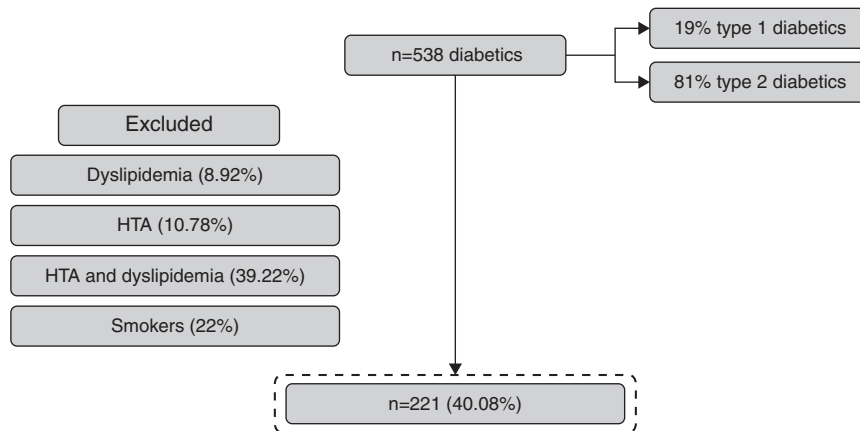 n=538 diabetics
19% type 1 diabetics
81% type 2 diabetics
Excluded
Dyslipidemia (8.92%)
HTA (10.78%)
HTA and dyslipidemia (39.22%)
Smokers (22%)
n=221 (40.08%)